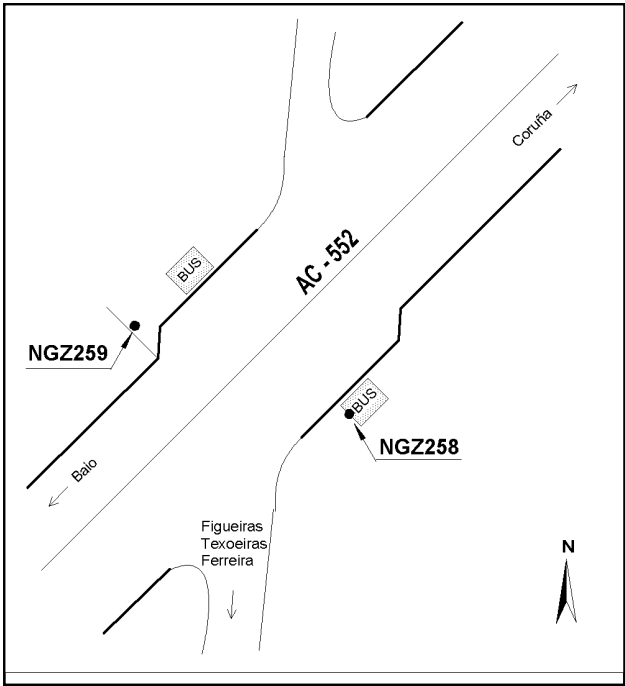 Coruña
AC - 552
BUS
NGZ259
BUS
NGZ258
Baio
Figueiras
Texoeiras
Ferreira
N